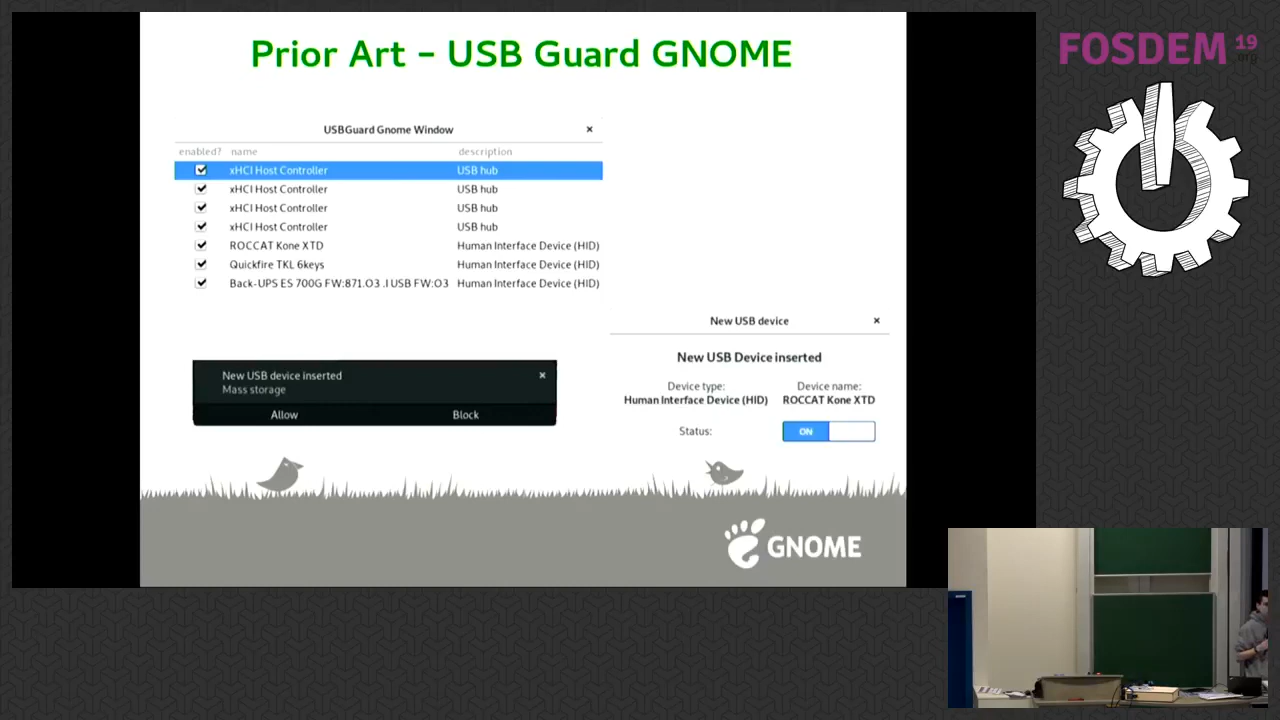 Prior Art - USB Guard GNOME
FOSDEM 19
.org
USBGuard Gnome Window
enabled? name description
xHCI Host Controller USB hub
xHCI Host Controller USB hub
xHCI Host Controller USB hub
xHCI Host Controller USB hub
ROCCAT Kone XTD Human Interface Device (HID)
Quickfire TKL 6keys Human Interface Device (HID)
Back-UPS ES 700G FW:871.O3 .I USB FW:O3 Human Interface Device (HID)
New USB device
New USB Device inserted
Device type: Device name:
Human Interface Device (HID) ROCCAT Kone XTD
Status: ON
New USB device inserted
Mass storage
Allow Block
GNOME